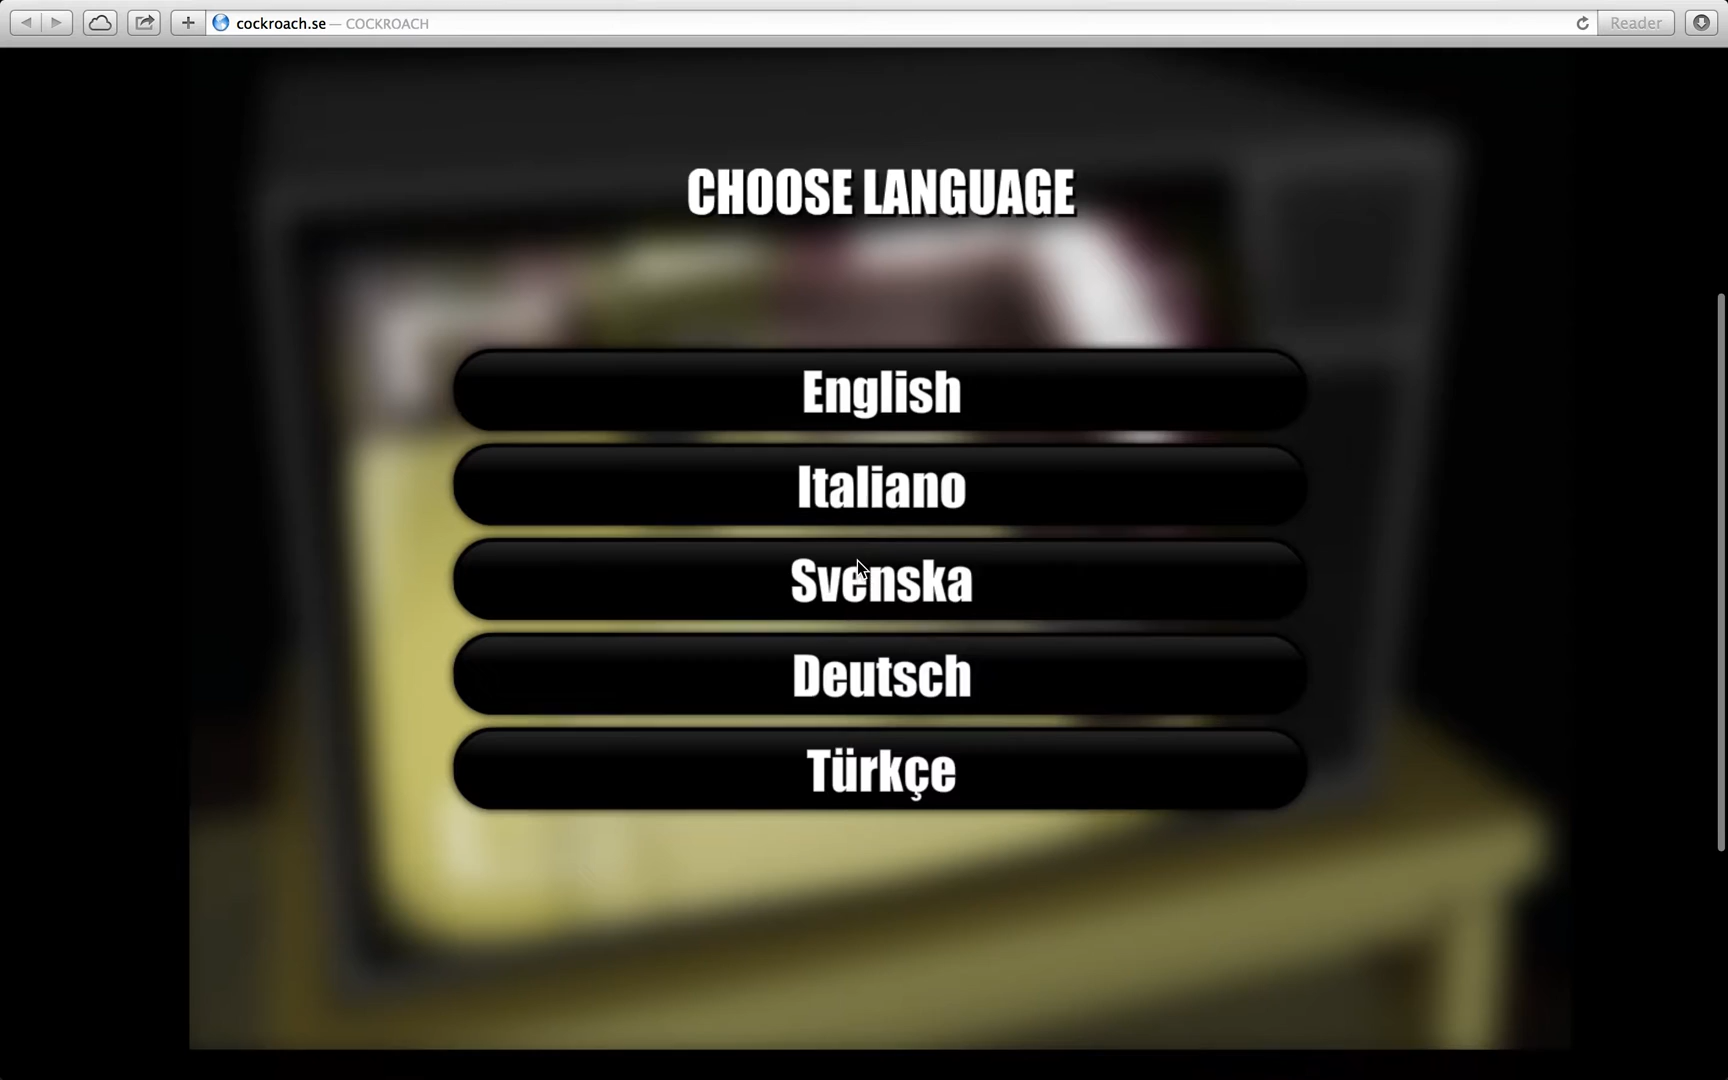 cockroach.se — COCKROACH
Reader
CHOOSE LANGUAGE
English
Italiano
Svenska
Deutsch
Türkçe